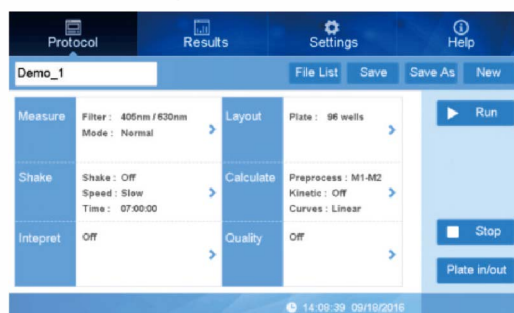 Protocol
Results
Settings
Help
Demo_1
File List
Save
Save As
New
Measure
Filter : 405nm / 630nm
Mode : Normal
Layout
Plate : 96 wells
Run
Shake
Shake : Off
Speed : Slow
Time : 07:00:00
Calculate
Preprocess : M1-M2
Kinetic : Off
Curves : Linear
Intepret
Off
Quality
Off
Stop
Plate in/out
14:09:39 09/18/2016